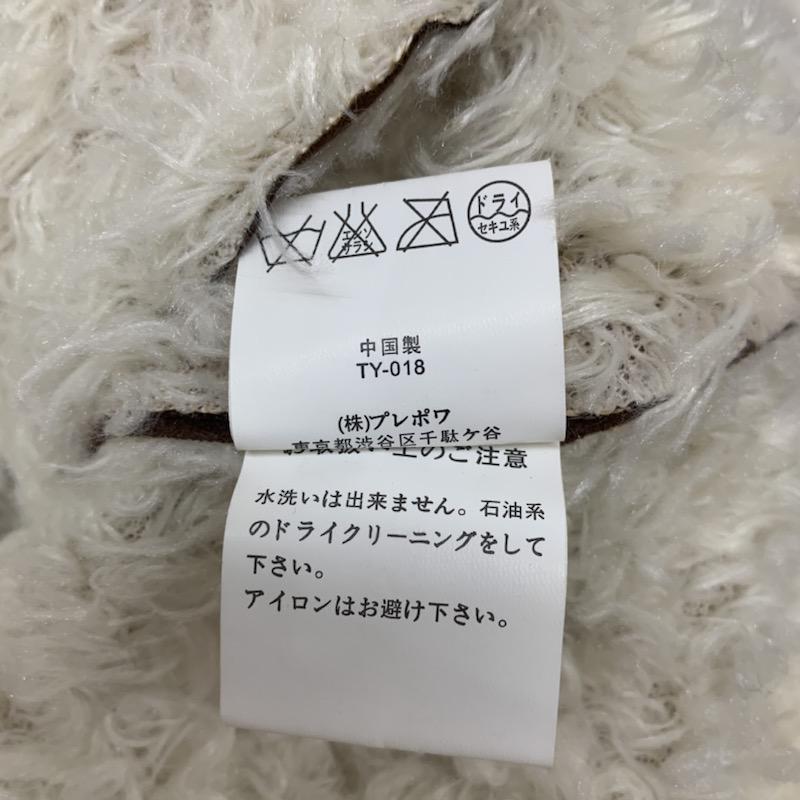 エンソ
サラシ
ドライ
セキユ系
中国製
TY-018
(株)プレポワ
東京都渋谷区千駄ケ谷
上のご注意
水洗いは出来ません。石油系
のドライクリーニングをして
下さい。
アイロンはお避け下さい。